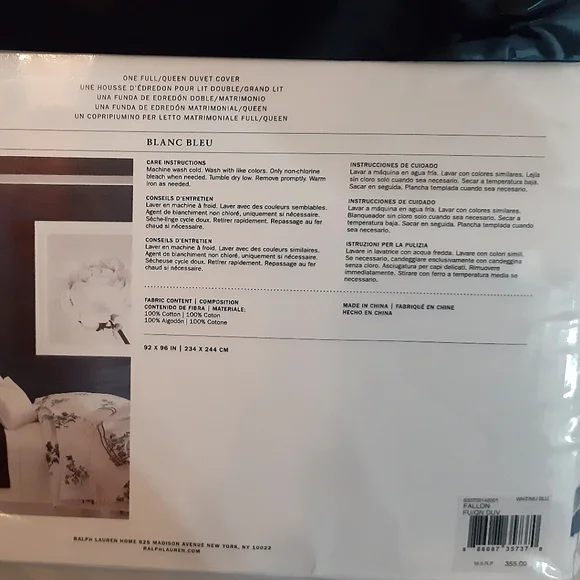 ONE FULL/QUEEN DUVET COVER
UNE HOUSSE D'ÉDREDON POUR LIT DOUBLE/GRAND LIT
UNA FUNDA DE EDREDÓN DOBLE/MATRIMONIO
UNA FUNDA DE EDREDÓN MATRIMONIAL/QUEEN
UN COPRIPIUMINO PER LETTO MATRIMONIALE FULL/QUEEN
BLANC BLEU
CARE INSTRUCTIONS
Machine wash cold. Wash with like colors. Only non-chlorine
bleach when needed. Tumble dry low. Remove promptly. Warm
iron as needed.
CONSEILS D'ENTRETIEN
Laver en machine à froid. Laver avec des couleurs semblables.
Agent de blanchiment non chloré, uniquement si nécessaire.
Sèche-linge cycle doux. Retirer rapidement. Repassage au fer
chaud si nécessaire.
CONSEILS D'ENTRETIEN
Laver en machine à froid. Laver avec des couleurs similaires.
Blanchiment sans chlore, uniquement si nécessaire.
Sécheuse cycle doux. Retirer rapidement. Repassage au fer
chaud si nécessaire.
INSTRUCCIONES DE CUIDADO
Lavar a máquina en agua fría. Lavar con colores similares. Lejía
sin cloro solo cuando sea necesario. Secar a temperatura baja.
Sacar en seguida. Plancha templada cuando sea necesario.
INSTRUCCIONES DE CUIDADO
Lavar a máquina en agua fría. Lavar con colores similares.
Blanqueador sin cloro solo cuando sea necesario. Secar a
temperatura baja. Sacar en seguida. Plancha templada cuando
sea necesario.
ISTRUZIONI PER LA PULIZIA
Lavare in lavatrice con acqua fredda. Lavare con colori simili.
Se necessario, candeggiare esclusivamente con candeggina
senza cloro. Asciugatura per capi delicati. Rimuovere
immediatamente. Stirare con ferro a temperatura media se
necessario.
FABRIC CONTENT | COMPOSITION
CONTENIDO DE FIBRA | MATERIALE:
100% Cotton | 100% Coton
100% Algodón | 100% Cotone
MADE IN CHINA | FABRIQUÉ EN CHINE
HECHO EN CHINA
92 X 96 IN | 234 X 244 CM
FALLON
FU/QN DUV
M.S.R.P. 355.00
RALPH LAUREN HOME 625 MADISON AVENUE NEW YORK, NY 10022
RALPHLAUREN.COM